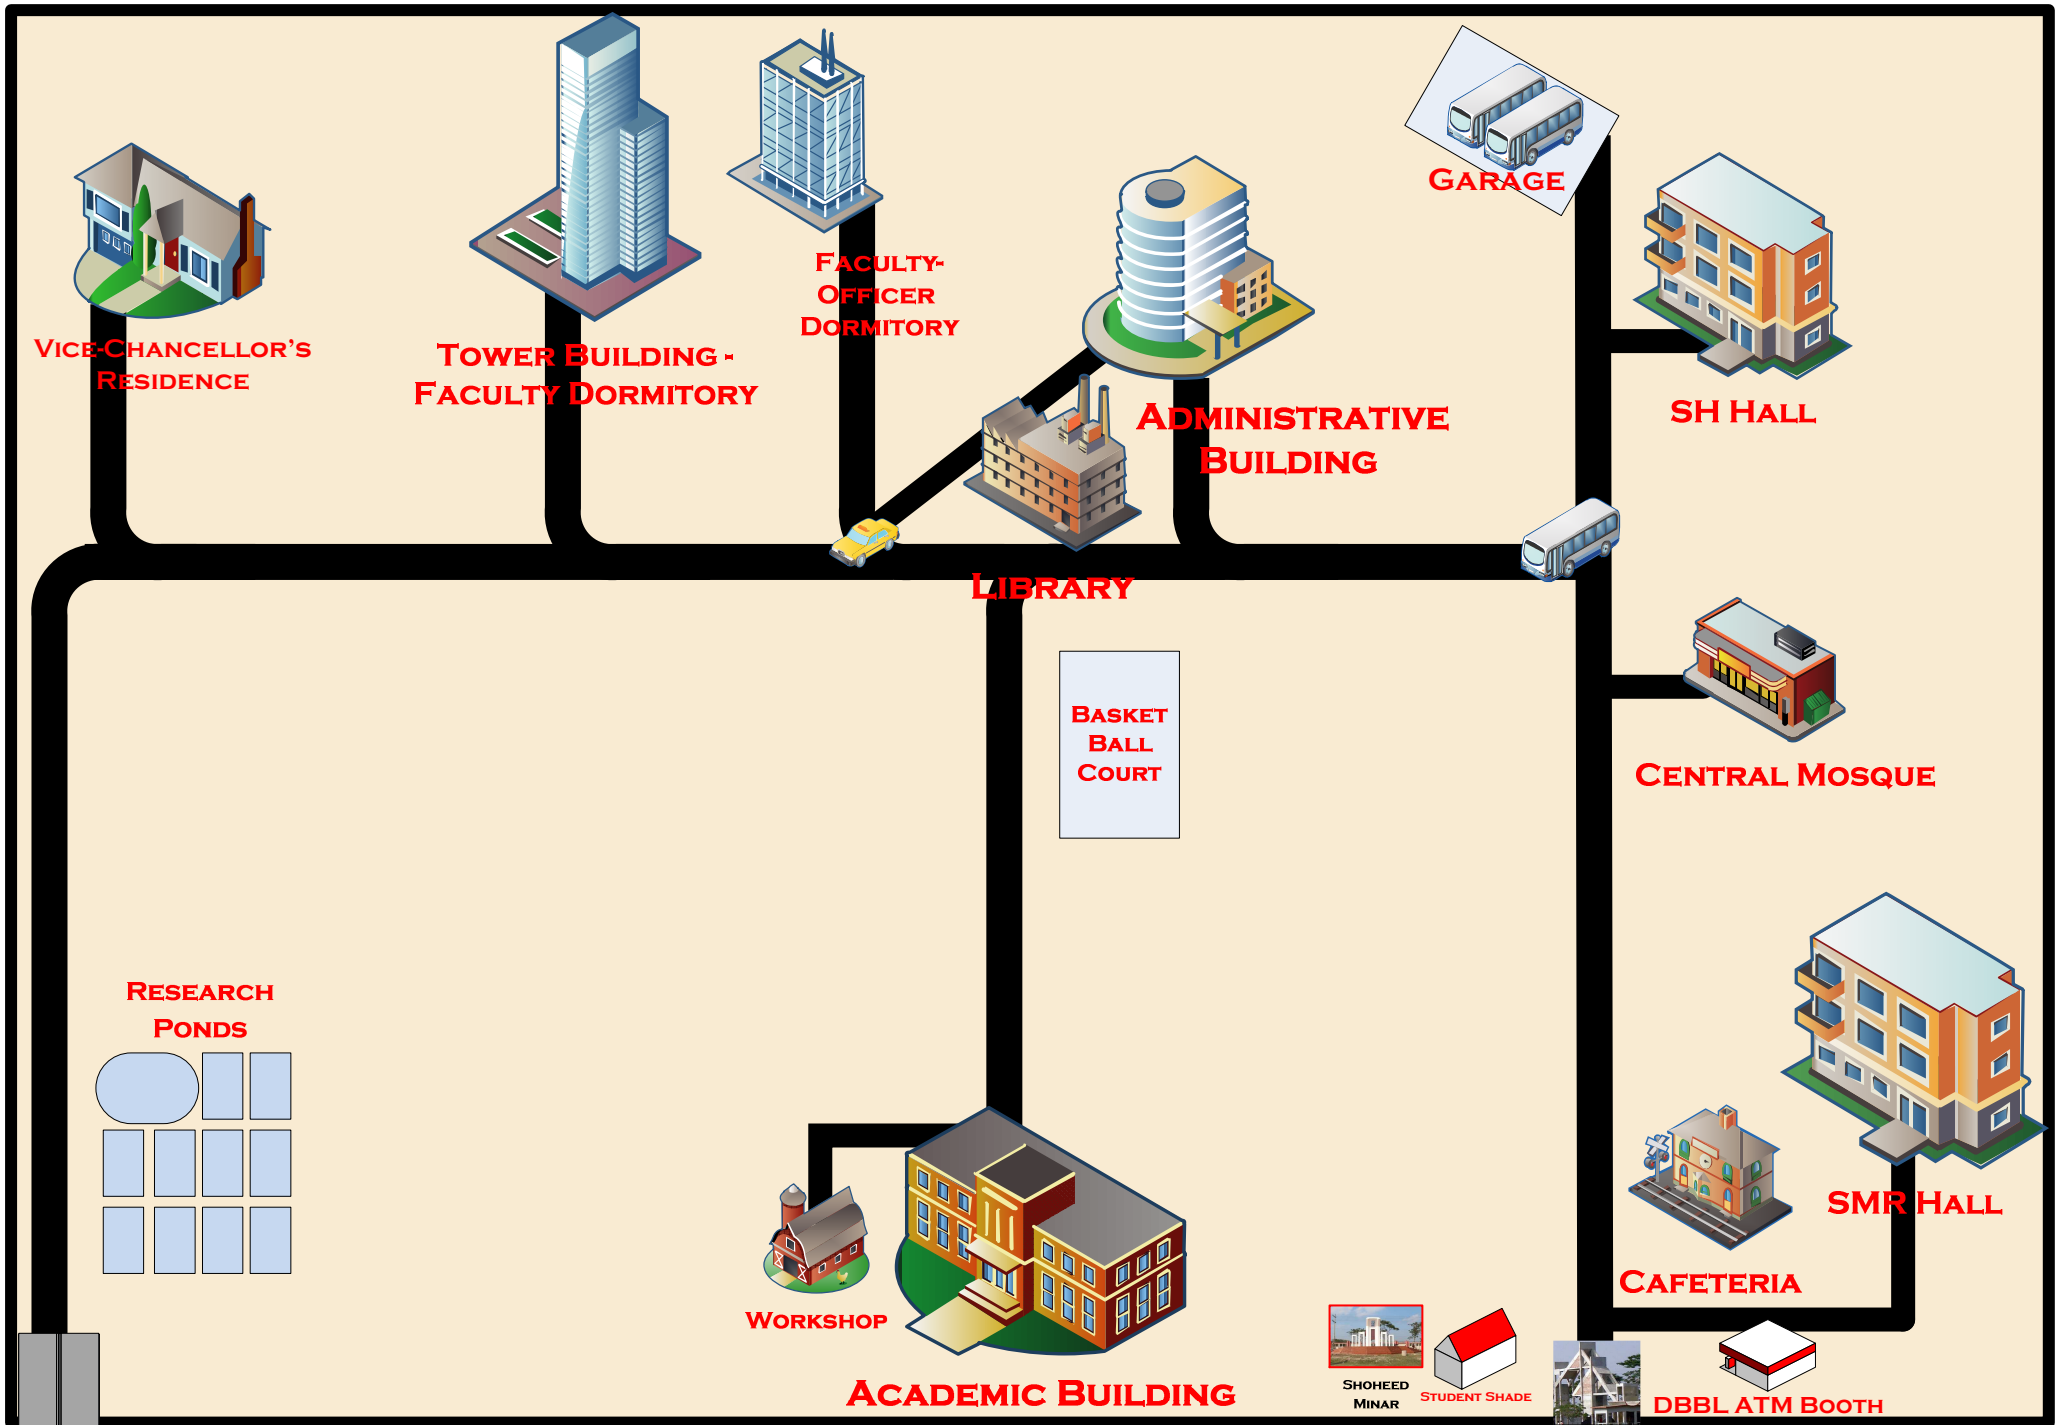 Garage
Faculty-
Officer
Dormitory
Vice-Chancellor's
Residence
Tower Building -
Faculty Dormitory
Administrative
Building
SH Hall
Library
Basket
Ball
Court
Central Mosque
Research
Ponds
SMR Hall
Cafeteria
Workshop
Academic Building
Shoheed
Minar
Student Shade
DBBL ATM Booth